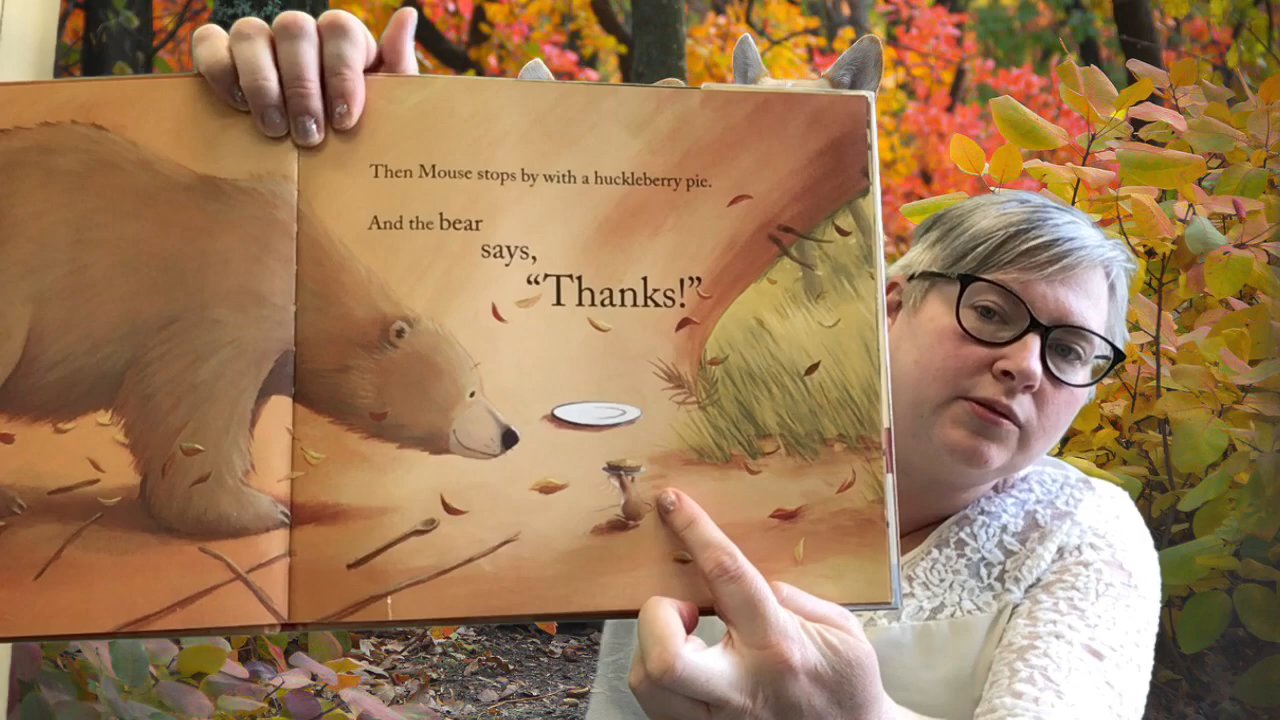 Then Mouse stops by with a huckleberry pie.
And the bear
says,
“Thanks!”